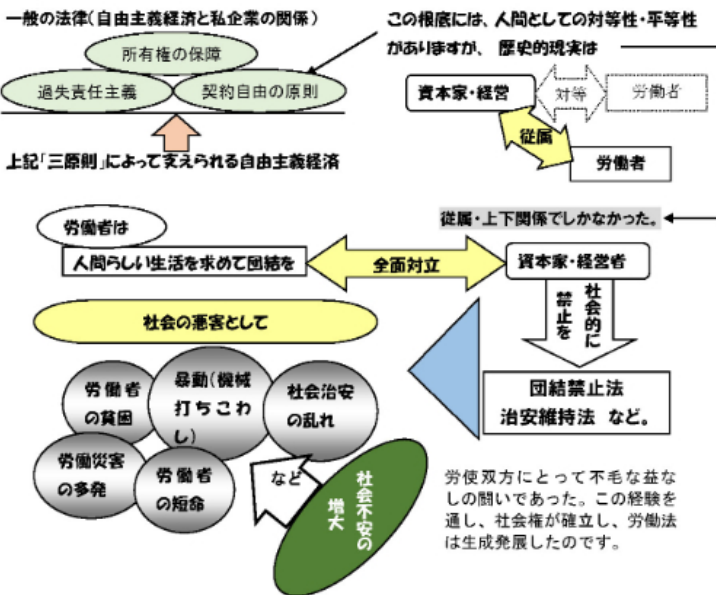 一般の法律（自由主義経済と私企業の関係）
所有権の保障
過失責任主義
契約自由の原則
上記「三原則」によって支えられる自由主義経済
この根底には、人間としての対等性・平等性
がありますが、歴史的現実は
資本家・経営
対等
労働者
従属
労働者
従属・上下関係でしかなかった。
労働者は
人間らしい生活を求めて団結を
全面対立
資本家・経営者
社会的に
禁止を
団結禁止法
治安維持法 など。
社会の悪害として
労働者
の貧困
暴動（機械
打ちこわ
し）
社会治安
の乱れ
労働災害
の多発
労働者
の短命
など
社会不安の
増大
労使双方にとって不毛な益な
しの闘いであった。この経験を
通し、社会権が確立し、労働法
は生成発展したのです。